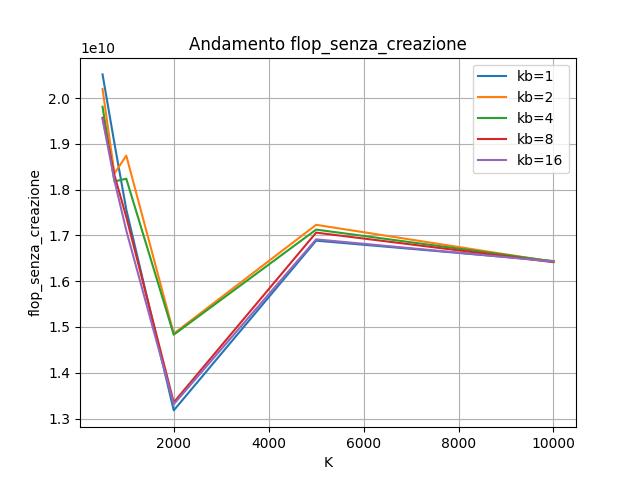 Andamento flop_senza_creazione
1e10
2.0
1.9
1.8
1.7
1.6
1.5
1.4
1.3
flop_senza_creazione
kb=1
kb=2
kb=4
kb=8
kb=16
2000 4000 6000 8000 10000
K